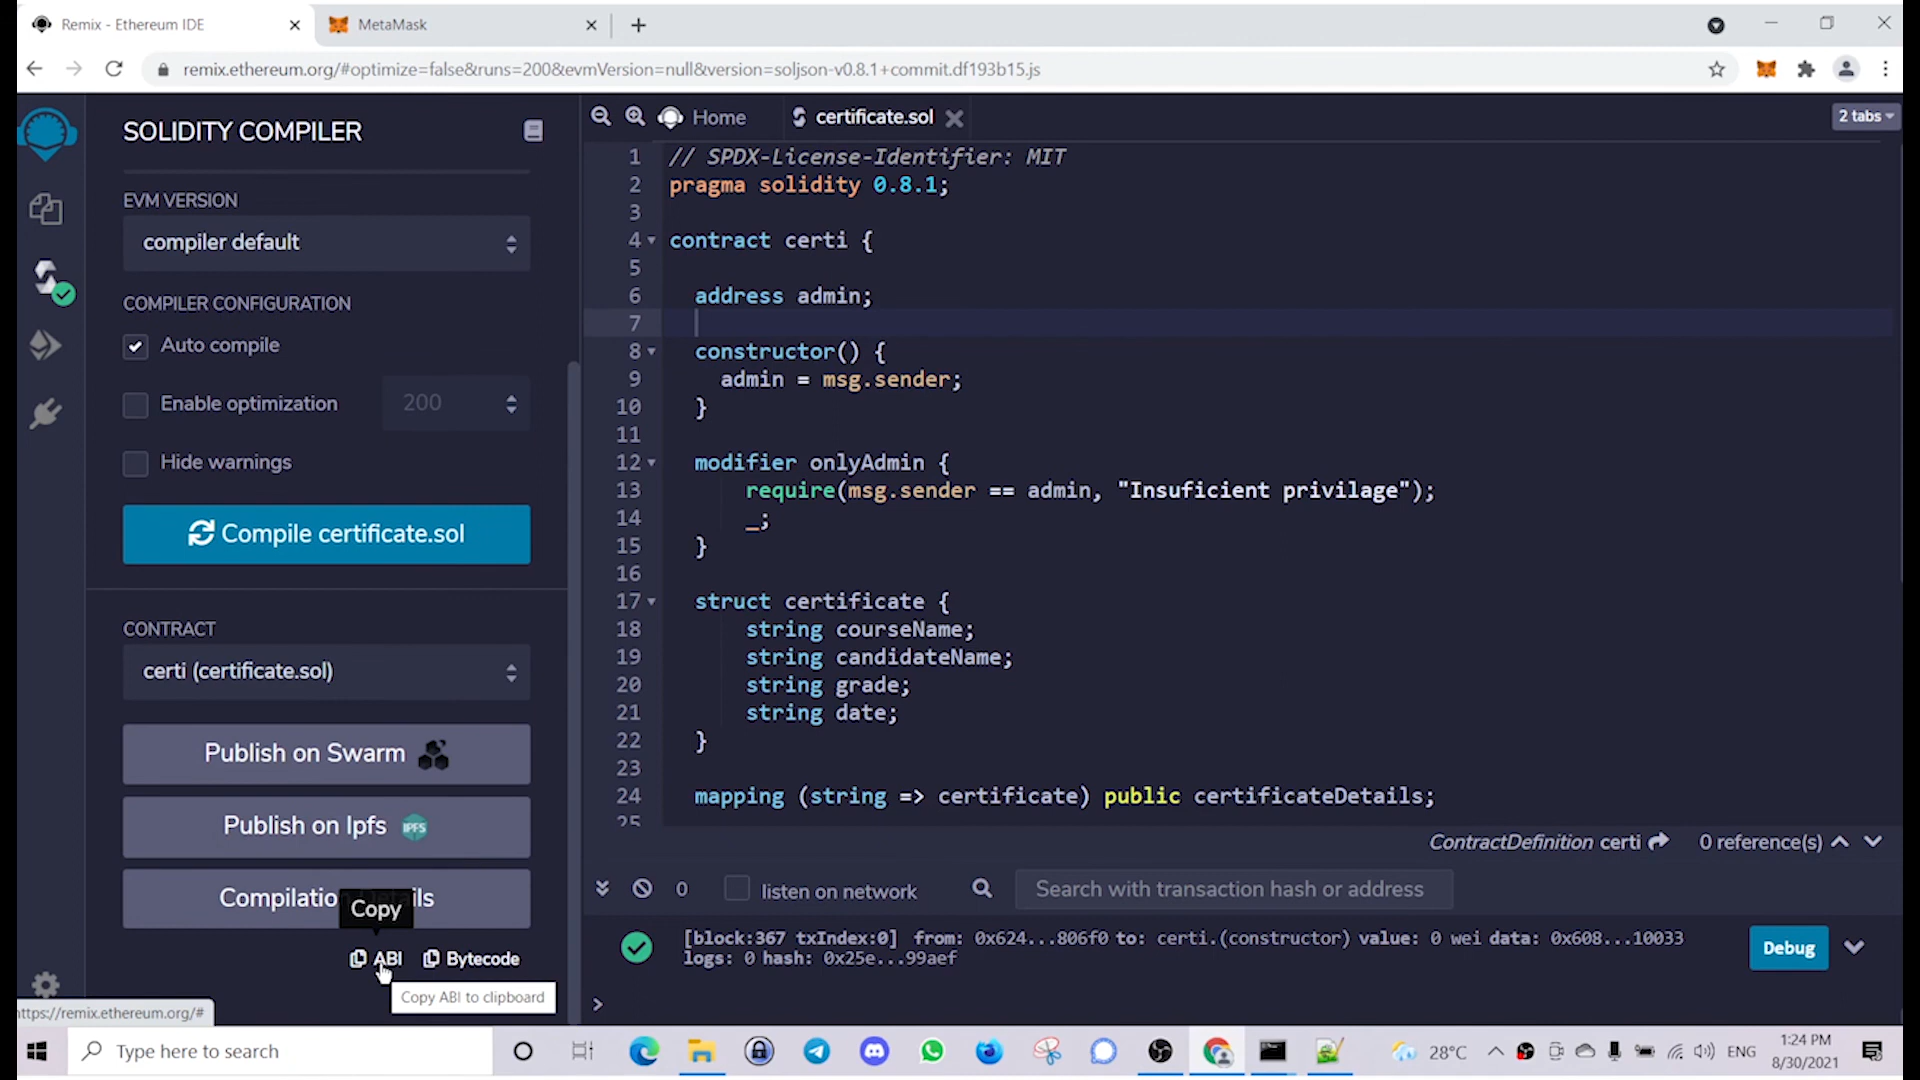 Remix - Ethereum IDE
MetaMask
remix.ethereum.org/#optimize=false&runs=200&evmVersion=null&version=soljson-v0.8.1+commit.df193b15.js
SOLIDITY COMPILER
EVM VERSION
compiler default
COMPILER CONFIGURATION
Auto compile
Enable optimization
200
Hide warnings
Compile certificate.sol
CONTRACT
certi (certificate.sol)
Publish on Swarm
Publish on Ipfs
IPFS
Compilation Details
Copy
ABI
Bytecode
Copy ABI to clipboard
https://remix.ethereum.org/#
Home
certificate.sol
2 tabs
1 // SPDX-License-Identifier: MIT
2 pragma solidity 0.8.1;
3
4 contract certi {
5
6 address admin;
7
8 constructor() {
9 admin = msg.sender;
10 }
11
12 modifier onlyAdmin {
13 require(msg.sender == admin, "Insuficient privilage");
14 _;
15 }
16
17 struct certificate {
18 string courseName;
19 string candidateName;
20 string grade;
21 string date;
22 }
23
24 mapping (string => certificate) public certificateDetails;
25
ContractDefinition certi
0 reference(s)
0
listen on network
Search with transaction hash or address
[block:367 txIndex:0] from: 0x624...806f0 to: certi.(constructor) value: 0 wei data: 0x608...10033
logs: 0 hash: 0x25e...99aef
Debug
>
Type here to search
28°C
ENG
1:24 PM
8/30/2021